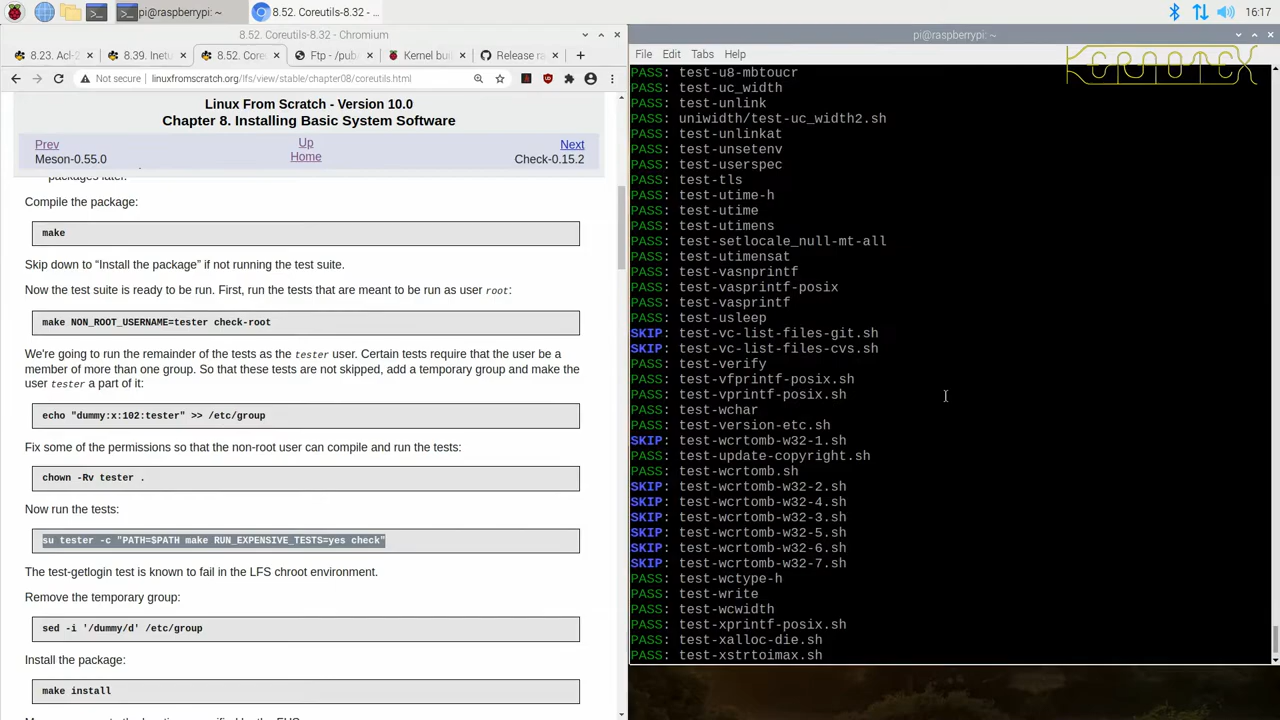 pi@raspberrypi: ~
8.52. Coreutils-8.32 - ...
16:17
8.52. Coreutils-8.32 - Chromium
8.23. Acl-2
8.39. Inetu
8.52. Core
Ftp - /pub/
Kernel bui
Release ra
Not secure | linuxfromscratch.org/lfs/view/stable/chapter08/coreutils.html
Linux From Scratch - Version 10.0
Chapter 8. Installing Basic System Software
Prev
Up
Next
Meson-0.55.0
Home
Check-0.15.2
packages later.
Compile the package:
make
Skip down to “Install the package” if not running the test suite.
Now the test suite is ready to be run. First, run the tests that are meant to be run as user root:
make NON_ROOT_USERNAME=tester check-root
We're going to run the remainder of the tests as the tester user. Certain tests require that the user be a
member of more than one group. So that these tests are not skipped, add a temporary group and make the
user tester a part of it:
echo "dummy:x:102:tester" >> /etc/group
Fix some of the permissions so that the non-root user can compile and run the tests:
chown -Rv tester .
Now run the tests:
su tester -c "PATH=$PATH make RUN_EXPENSIVE_TESTS=yes check"
The test-getlogin test is known to fail in the LFS chroot environment.
Remove the temporary group:
sed -i '/dummy/d' /etc/group
Install the package:
make install
pi@raspberrypi: ~
File Edit Tabs Help
PASS: test-u8-mbtoucr
PASS: test-uc_width
PASS: test-unlink
PASS: uniwidth/test-uc_width2.sh
PASS: test-unlinkat
PASS: test-unsetenv
PASS: test-userspec
PASS: test-tls
PASS: test-utime-h
PASS: test-utime
PASS: test-utimens
PASS: test-setlocale_null-mt-all
PASS: test-utimensat
PASS: test-vasnprintf
PASS: test-vasprintf-posix
PASS: test-vasprintf
PASS: test-usleep
SKIP: test-vc-list-files-git.sh
SKIP: test-vc-list-files-cvs.sh
PASS: test-verify
PASS: test-vfprintf-posix.sh
PASS: test-vprintf-posix.sh
PASS: test-wchar
PASS: test-version-etc.sh
SKIP: test-wcrtomb-w32-1.sh
PASS: test-update-copyright.sh
PASS: test-wcrtomb.sh
SKIP: test-wcrtomb-w32-2.sh
SKIP: test-wcrtomb-w32-4.sh
SKIP: test-wcrtomb-w32-3.sh
SKIP: test-wcrtomb-w32-5.sh
SKIP: test-wcrtomb-w32-6.sh
SKIP: test-wcrtomb-w32-7.sh
PASS: test-wctype-h
PASS: test-write
PASS: test-wcwidth
PASS: test-xprintf-posix.sh
PASS: test-xalloc-die.sh
PASS: test-xstrtoimax.sh